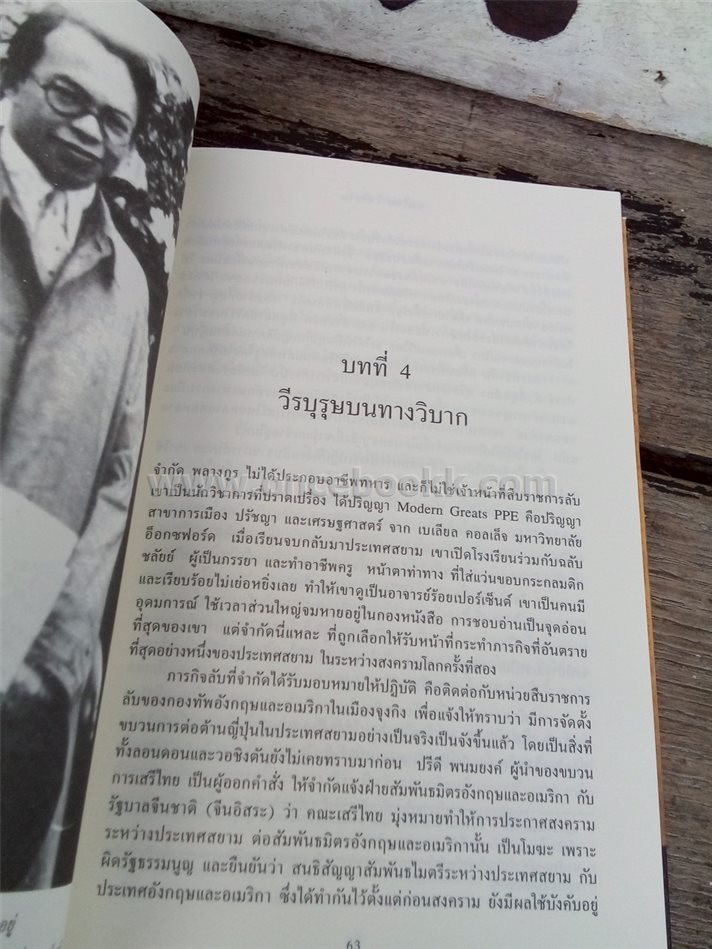 บทที่ 4
วีรบุรุษบนทางวิบาก
จำกัด พลางกูร ไม่ได้ประกอบอาชีพทหาร และก็ไม่ใช่เจ้าหน้าที่สืบราชการลับ
เขาเป็นนักวิชาการที่ปราดเปรื่อง ได้ปริญญา Modern Greats PPE คือปริญญา
สาขาการเมือง ปรัชญา และเศรษฐศาสตร์ จาก เบเลียล คอลเล็จ มหาวิทยาลัย
อ็อกซฟอร์ด เมื่อเรียนจบกลับมาประเทศสยาม เขาเปิดโรงเรียนร่วมกับฉลับ
ชลัยย์ ผู้เป็นภรรยา และทำอาชีพครู หน้าตาท่าทาง ที่ใส่แว่นขอบกระกลมดิก
และเรียบร้อยไม่เย่อหยิ่งเลย ทำให้เขาดูเป็นอาจารย์ร้อยเปอร์เซ็นต์ เขาเป็นคนมี
อุดมการณ์ ใช้เวลาส่วนใหญ่จมหายอยู่ในกองหนังสือ การชอบอ่านเป็นจุดอ่อน
ที่สุดของเขา แต่จำกัดนี่แหละ ที่ถูกเลือกให้รับหน้าที่กระทำภารกิจที่อันตราย
ที่สุดอย่างหนึ่งของประเทศสยาม ในระหว่างสงครามโลกครั้งที่สอง
ภารกิจลับที่จำกัดได้รับมอบหมายให้ปฏิบัติ คือติดต่อกับหน่วยสืบราชการ
ลับของกองทัพอังกฤษและอเมริกาในเมืองจุงกิง เพื่อแจ้งให้ทราบว่า มีการจัดตั้ง
ขบวนการต่อต้านญี่ปุ่นในประเทศสยามอย่างเป็นจริงเป็นจังขึ้นแล้ว โดยเป็นสิ่งที่
ทั้งลอนดอนและวอชิงตันยังไม่เคยทราบมาก่อน ปรีดี พนมยงค์ ผู้นำของขบวน
การเสรีไทย เป็นผู้ออกคำสั่ง ให้จำกัดแจ้งฝ่ายสัมพันธมิตรอังกฤษและอเมริกา กับ
รัฐบาลจีนชาติ (จีนอิสระ) ว่า คณะเสรีไทย มุ่งหมายทำให้การประกาศสงคราม
ระหว่างประเทศสยาม ต่อสัมพันธมิตรอังกฤษและอเมริกานั้น เป็นโมฆะ เพราะ
ผิดรัฐธรรมนูญ และยืนยันว่า สนธิสัญญาสัมพันธไมตรีระหว่างประเทศสยาม กับ
ประเทศอังกฤษและอเมริกา ซึ่งได้ทำกันไว้ตั้งแต่ก่อนสงคราม ยังมีผลใช้บังคับอยู่
63
อยู่